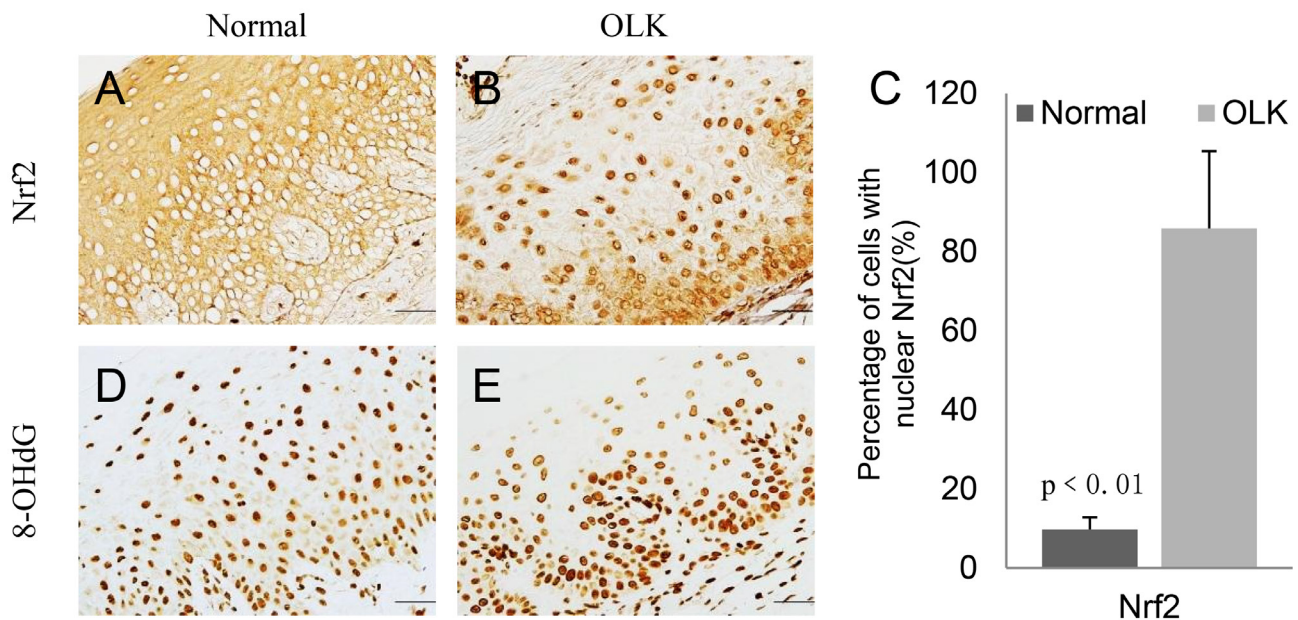 Normal
OLK
Nrf2
A
B
8-OHdG
D
E
C
Percentage of cells with
nuclear Nrf2(%)
120
100
80
60
40
20
0
Normal
OLK
p < 0.01
Nrf2